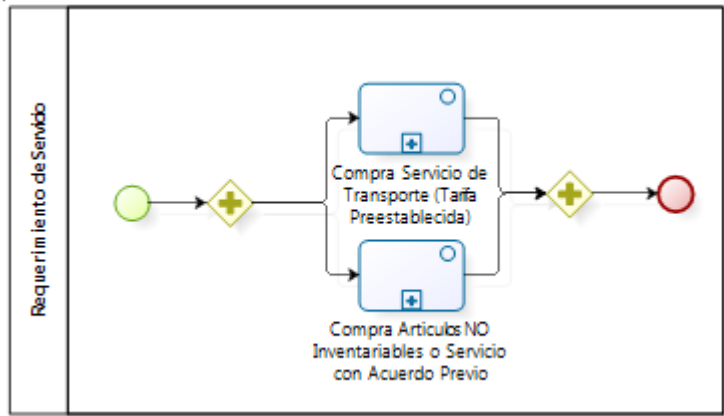 Requerimiento de Servicio
Compra Servicio de
Transporte (Tarifa
Preestablecida)
Compra Articulos NO
Inventariables o Servicio
con Acuerdo Previo